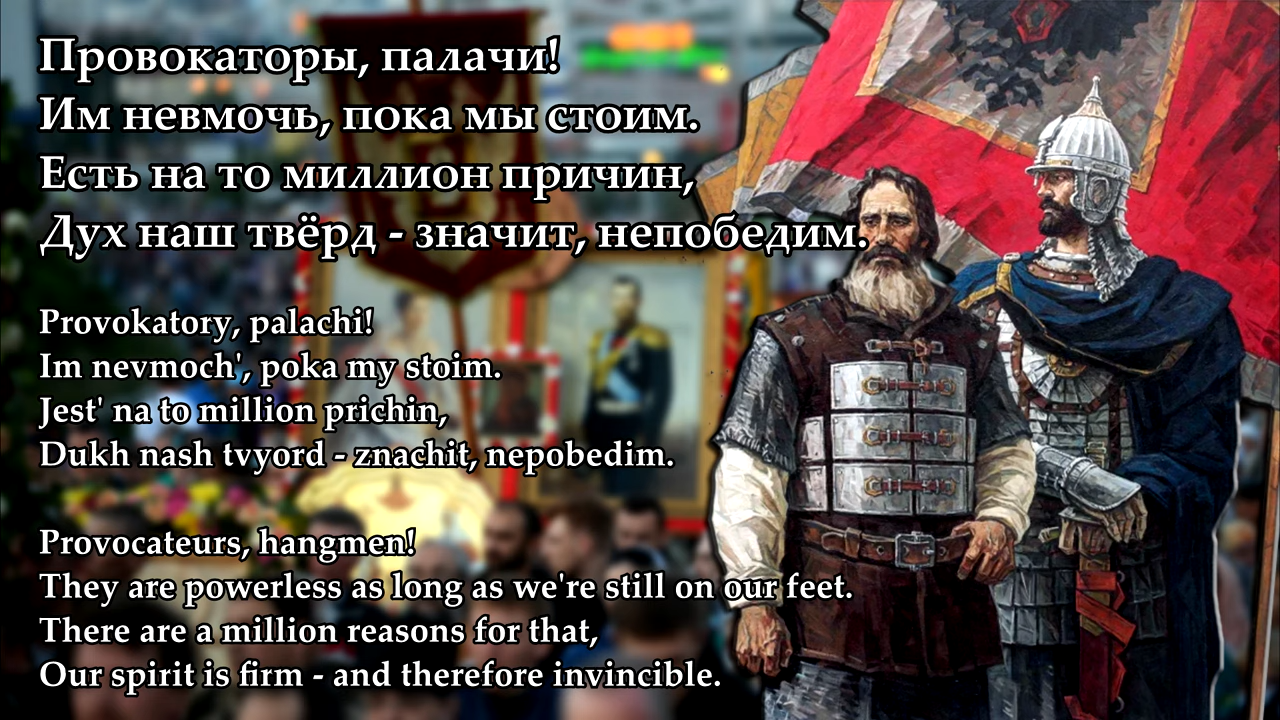 Провокаторы, палачи!
Им невмочь, пока мы стоим.
Есть на то миллион причин,
Дух наш твёрд - значит, непобедим.
Provokatory, palachi!
Im nevmoch', poka my stoim.
Jest' na to million prichin,
Dukh nash tvyord - znachit, nepobedim.
Provocateurs, hangmen!
They are powerless as long as we're still on our feet.
There are a million reasons for that,
Our spirit is firm - and therefore invincible.